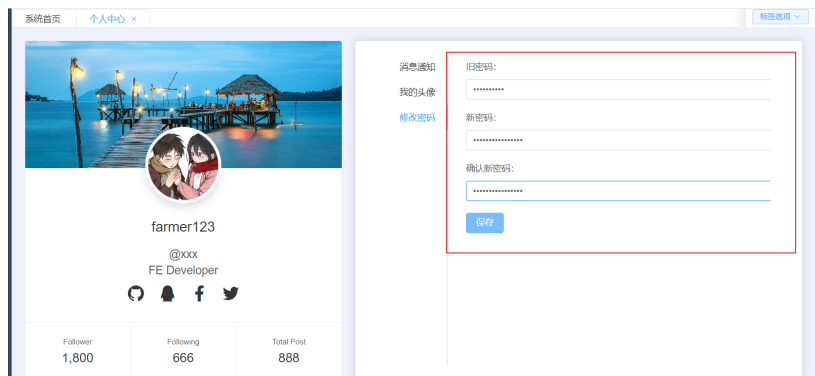 系统首页
个人中心 ×
标签选项
消息通知
我的头像
修改密码
旧密码:
新密码:
确认新密码:
保存
farmer123
@xxx
FE Developer
Follower
1,800
Following
666
Total Post
888